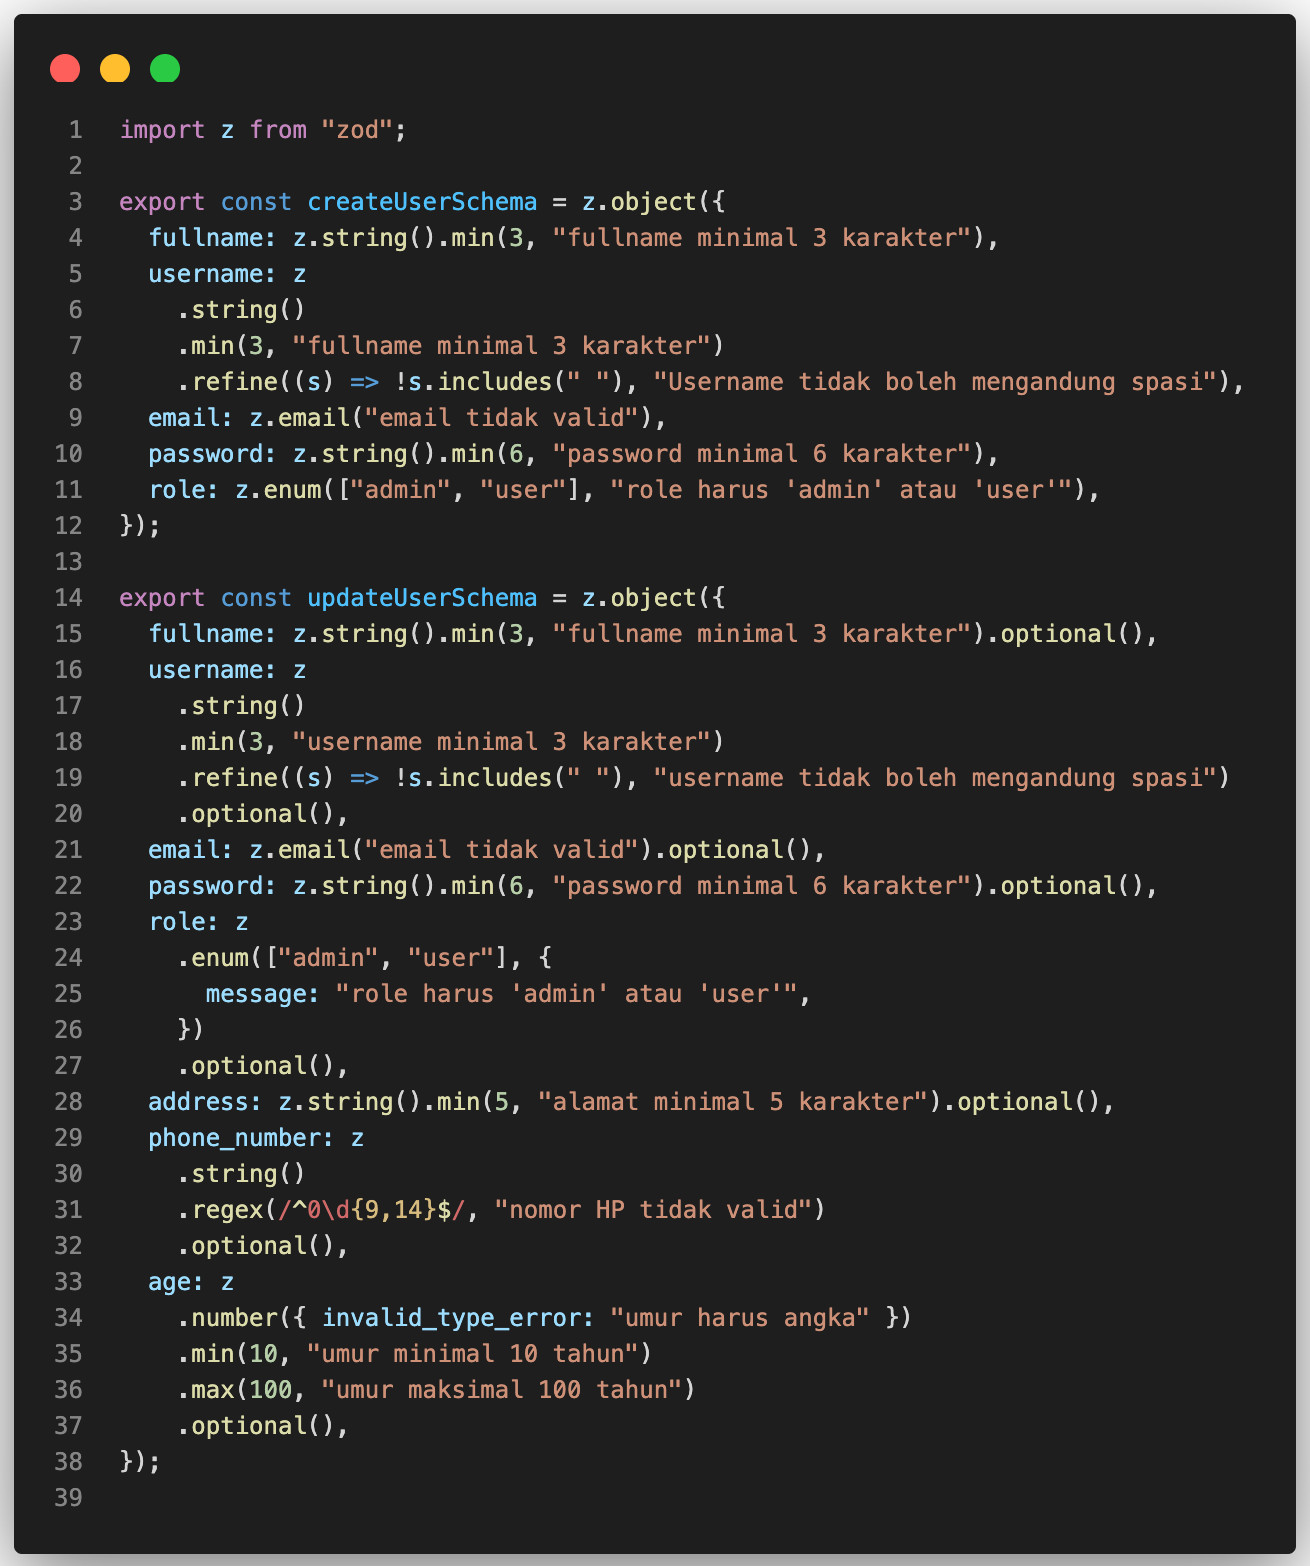 1 import z from "zod";
2
3 export const createUserSchema = z.object({
4   fullname: z.string().min(3, "fullname minimal 3 karakter"),
5   username: z
6     .string()
7     .min(3, "fullname minimal 3 karakter")
8     .refine((s) => !s.includes(" "), "Username tidak boleh mengandung spasi"),
9   email: z.email("email tidak valid"),
10   password: z.string().min(6, "password minimal 6 karakter"),
11   role: z.enum(["admin", "user"], "role harus 'admin' atau 'user'"),
12 });
13
14 export const updateUserSchema = z.object({
15   fullname: z.string().min(3, "fullname minimal 3 karakter").optional(),
16   username: z
17     .string()
18     .min(3, "username minimal 3 karakter")
19     .refine((s) => !s.includes(" "), "username tidak boleh mengandung spasi")
20     .optional(),
21   email: z.email("email tidak valid").optional(),
22   password: z.string().min(6, "password minimal 6 karakter").optional(),
23   role: z
24     .enum(["admin", "user"], {
25       message: "role harus 'admin' atau 'user'",
26     })
27     .optional(),
28   address: z.string().min(5, "alamat minimal 5 karakter").optional(),
29   phone_number: z
30     .string()
31     .regex(/^0\d{9,14}$/, "nomor HP tidak valid")
32     .optional(),
33   age: z
34     .number({ invalid_type_error: "umur harus angka" })
35     .min(10, "umur minimal 10 tahun")
36     .max(100, "umur maksimal 100 tahun")
37     .optional(),
38 });
39